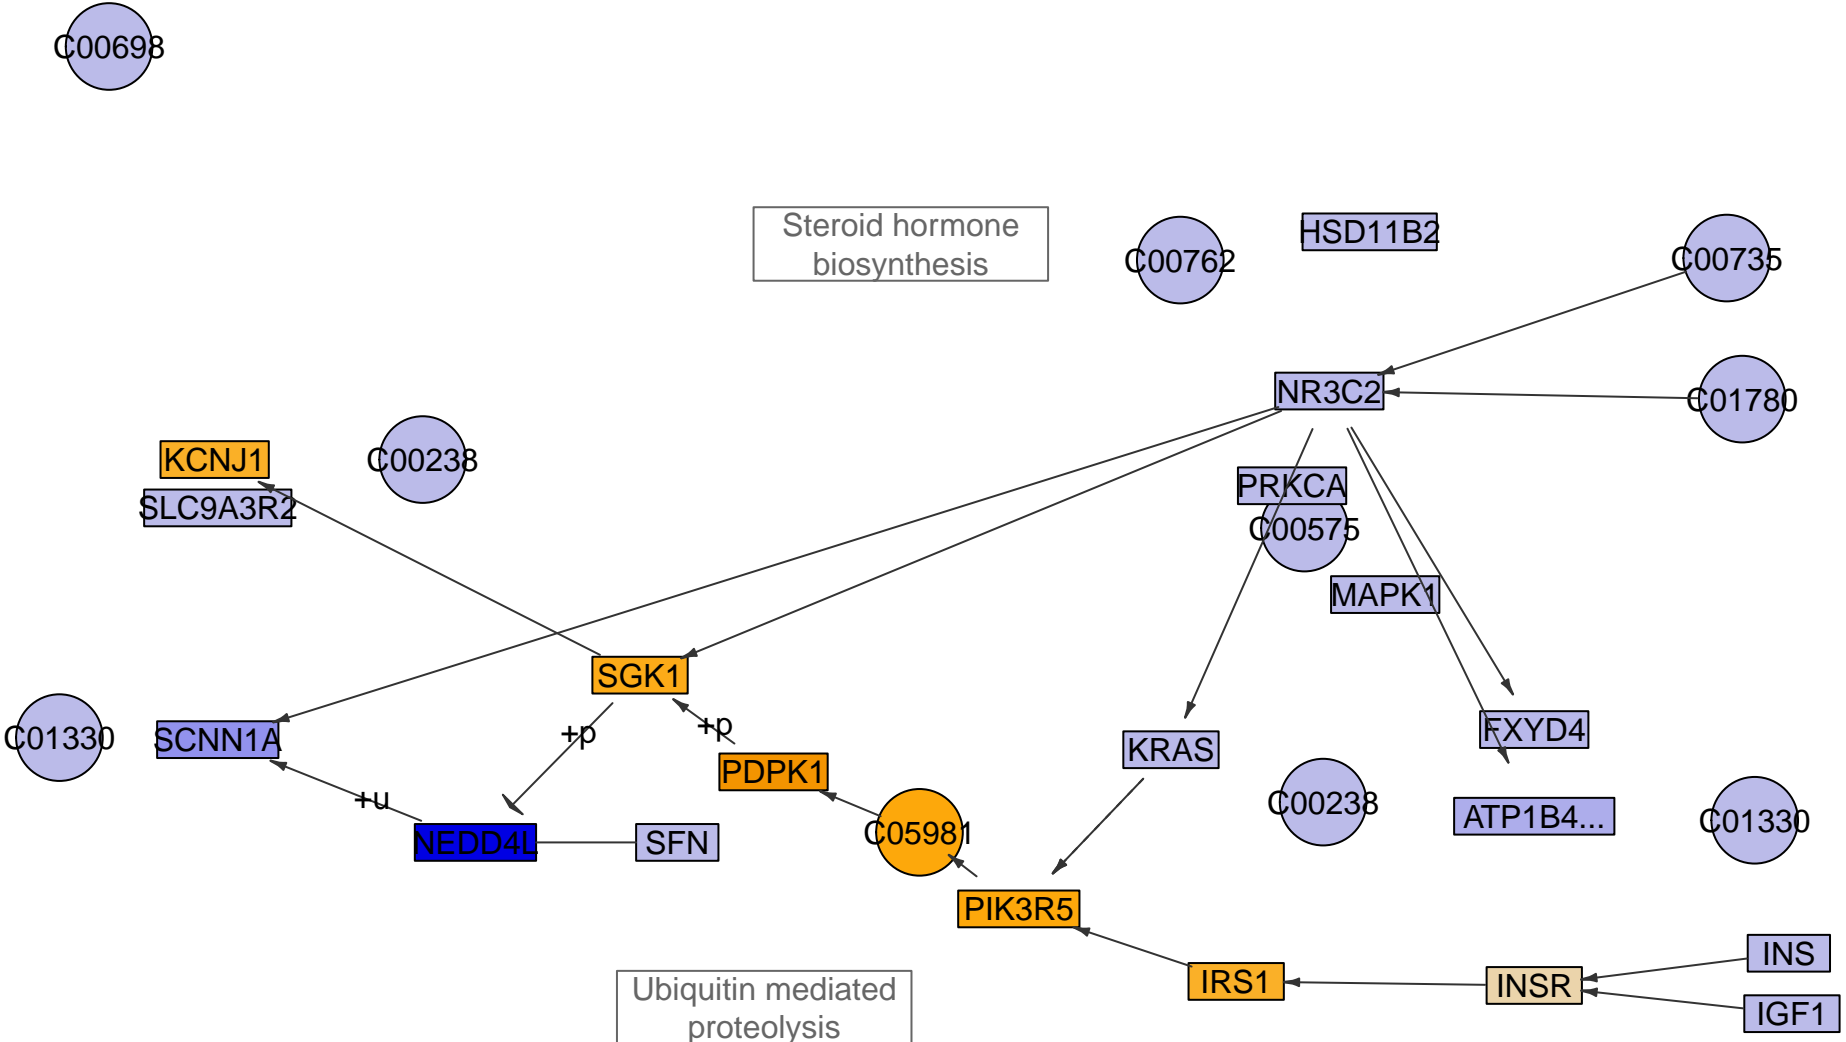 C00698
Steroid hormone
biosynthesis
C00762
HSD11B2
C00735
NR3C2
C01780
KCNJ1
C00238
SLC9A3R2
PRKCA
C00575
MAPK1
SGK1
C01330
SCNN1A
+p
+p
KRAS
FXYD4
PDPK1
+u
C00238
ATP1B4...
C01330
NEDD4L
SFN
C05981
PIK3R5
INS
Ubiquitin mediated
proteolysis
IRS1
INSR
IGF1